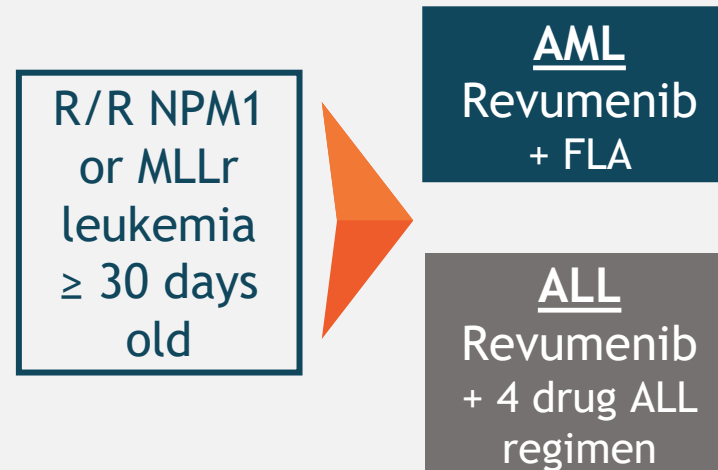 R/R NPM1
or MLLr
leukemia
≥ 30 days
old
AML
Revumenib
+ FLA
ALL
Revumenib
+ 4 drug ALL
regimen